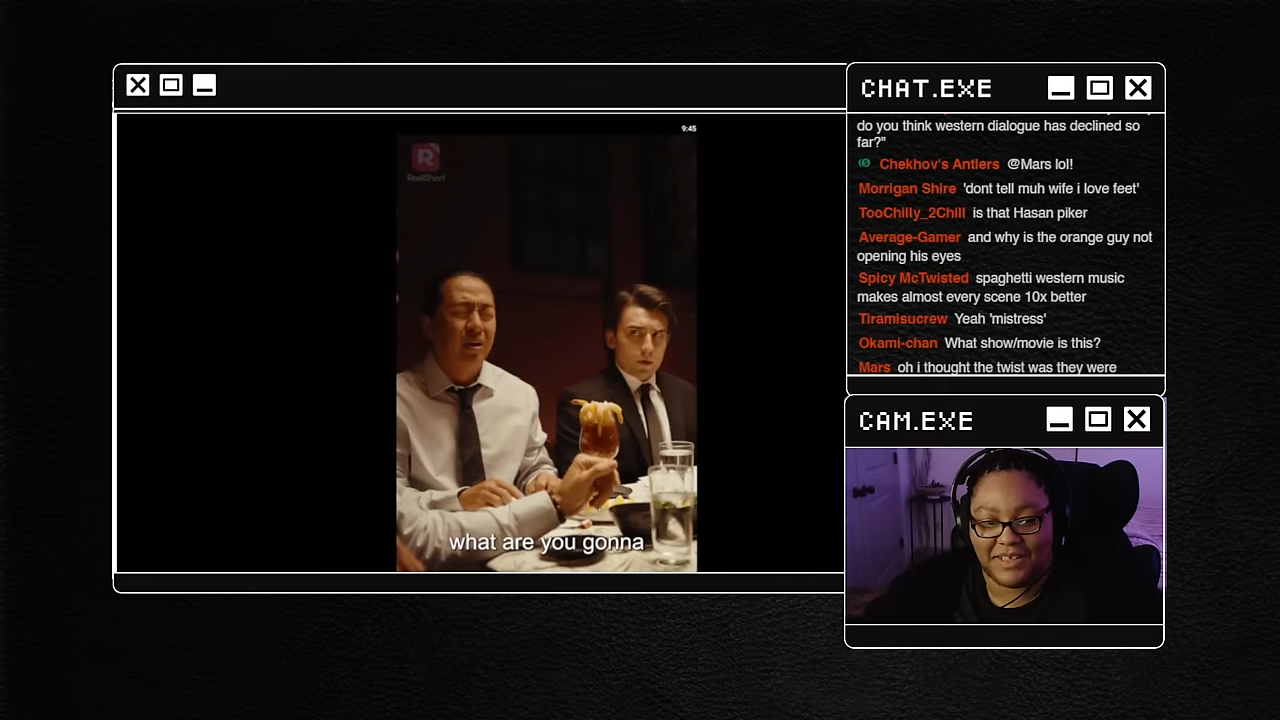 9:45
R
ReelShort
what are you gonna
CHAT.EXE
do you think western dialogue has declined so
far?"
Chekhov's Antlers @Mars lol!
Morrigan Shire 'dont tell muh wife i love feet'
TooChilly_2Chill is that Hasan piker
Average-Gamer and why is the orange guy not
opening his eyes
Spicy McTwisted spaghetti western music
makes almost every scene 10x better
Tiramisucrew Yeah 'mistress'
Okami-chan What show/movie is this?
Mars oh i thought the twist was they were
CAM.EXE